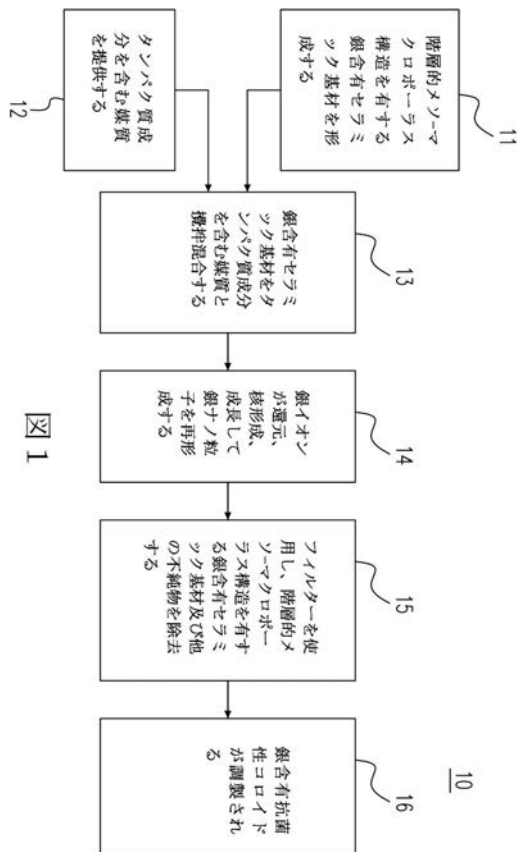 10
11
階層的メソ-マ
クロポーラス
構造を有する
銀含有セラミ
ック基材を形
成する
12
タンパク質成
分を含む媒質
を提供する
13
銀含有セラミ
ック基材をタ
ンパク質成分
を含む媒質と
攪拌混合する
14
銀イオン
が還元、
核形成、
成長して
銀ナノ粒
子を再形
成する
15
フィルターを使
用し、階層的メ
ソ-マクロポー
ラス構造を有す
る銀含有セラミ
ック基材及び他
の不純物を除去
する
16
銀含有抗菌
性コロイド
が調製され
る
図 1